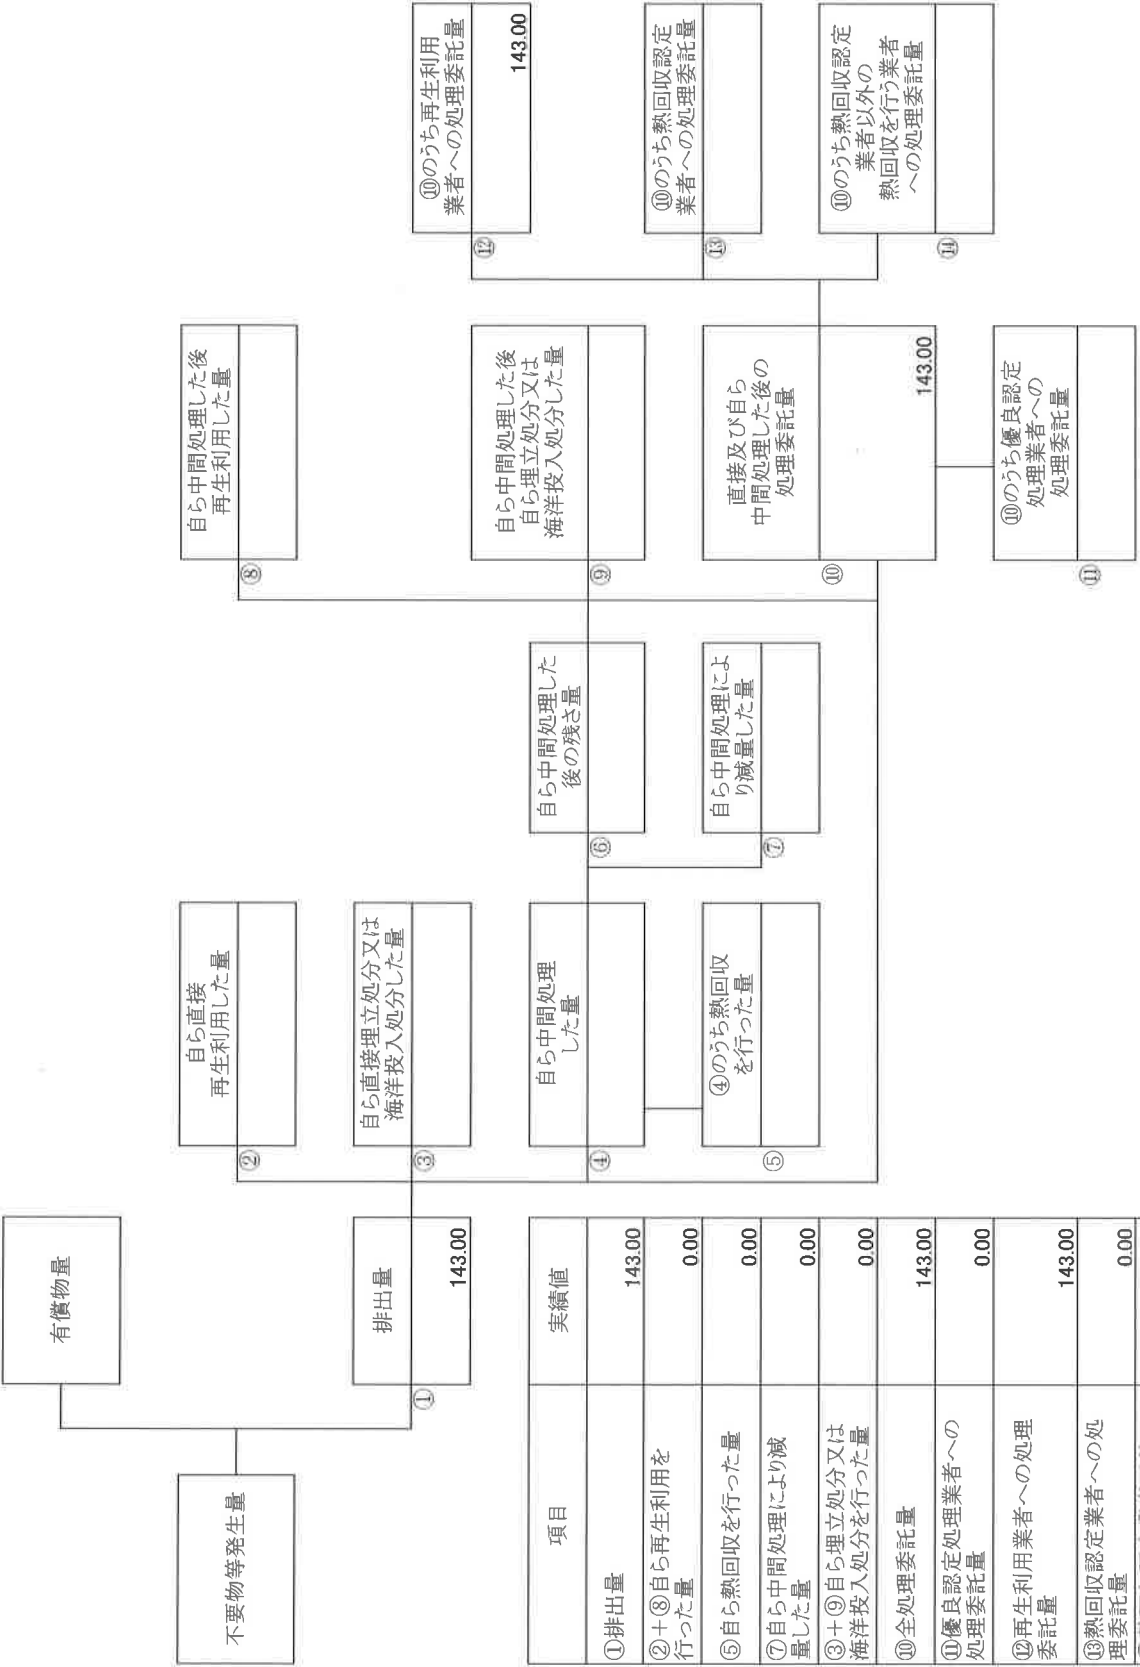 有償物量
不要物等発生量
排出量
①
143.00
自ら直接
再生利用した量
②
自ら直接埋立処分又は
海洋投入処分した量
③
自ら中間処理
した量
④
④のうち熱回収
を行った量
⑤
自ら中間処理した
後の残さ量
⑥
自ら中間処理によ
り減量した量
⑦
自ら中間処理した後
再生利用した量
⑧
自ら中間処理した後
自ら埋立処分又は
海洋投入処分した量
⑨
直接及び自ら
中間処理した後の
処理委託量
⑩
143.00
⑩のうち優良認定
処理業者への
処理委託量
⑪
⑩のうち再生利用
業者への処理委託量
⑫
143.00
⑩のうち熱回収認定
業者への処理委託量
⑬
⑩のうち熱回収認定
業者以外の
熱回収を行う業者
への処理委託量
⑭
項目 実績値
①排出量 143.00
②+⑧自ら再生利用を
行った量 0.00
⑤自ら熱回収を行った量 0.00
⑦自ら中間処理により減
量した量 0.00
③+⑨自ら埋立処分又は
海洋投入処分を行った量 0.00
⑩全処理委託量 143.00
⑪優良認定処理業者への
処理委託量 0.00
⑫再生利用業者への処理
委託量 143.00
⑬熱回収認定業者への処
理委託量 0.00